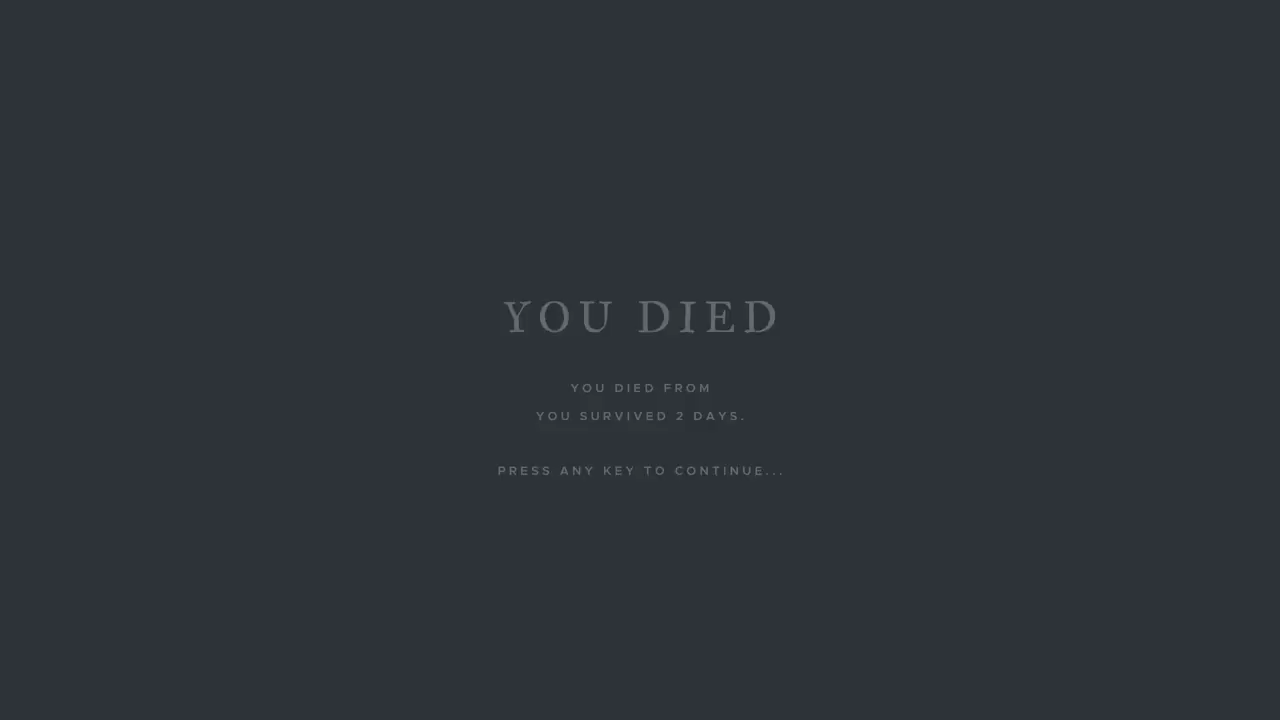 YOU DIED
YOU DIED FROM
YOU SURVIVED 2 DAYS.
PRESS ANY KEY TO CONTINUE...